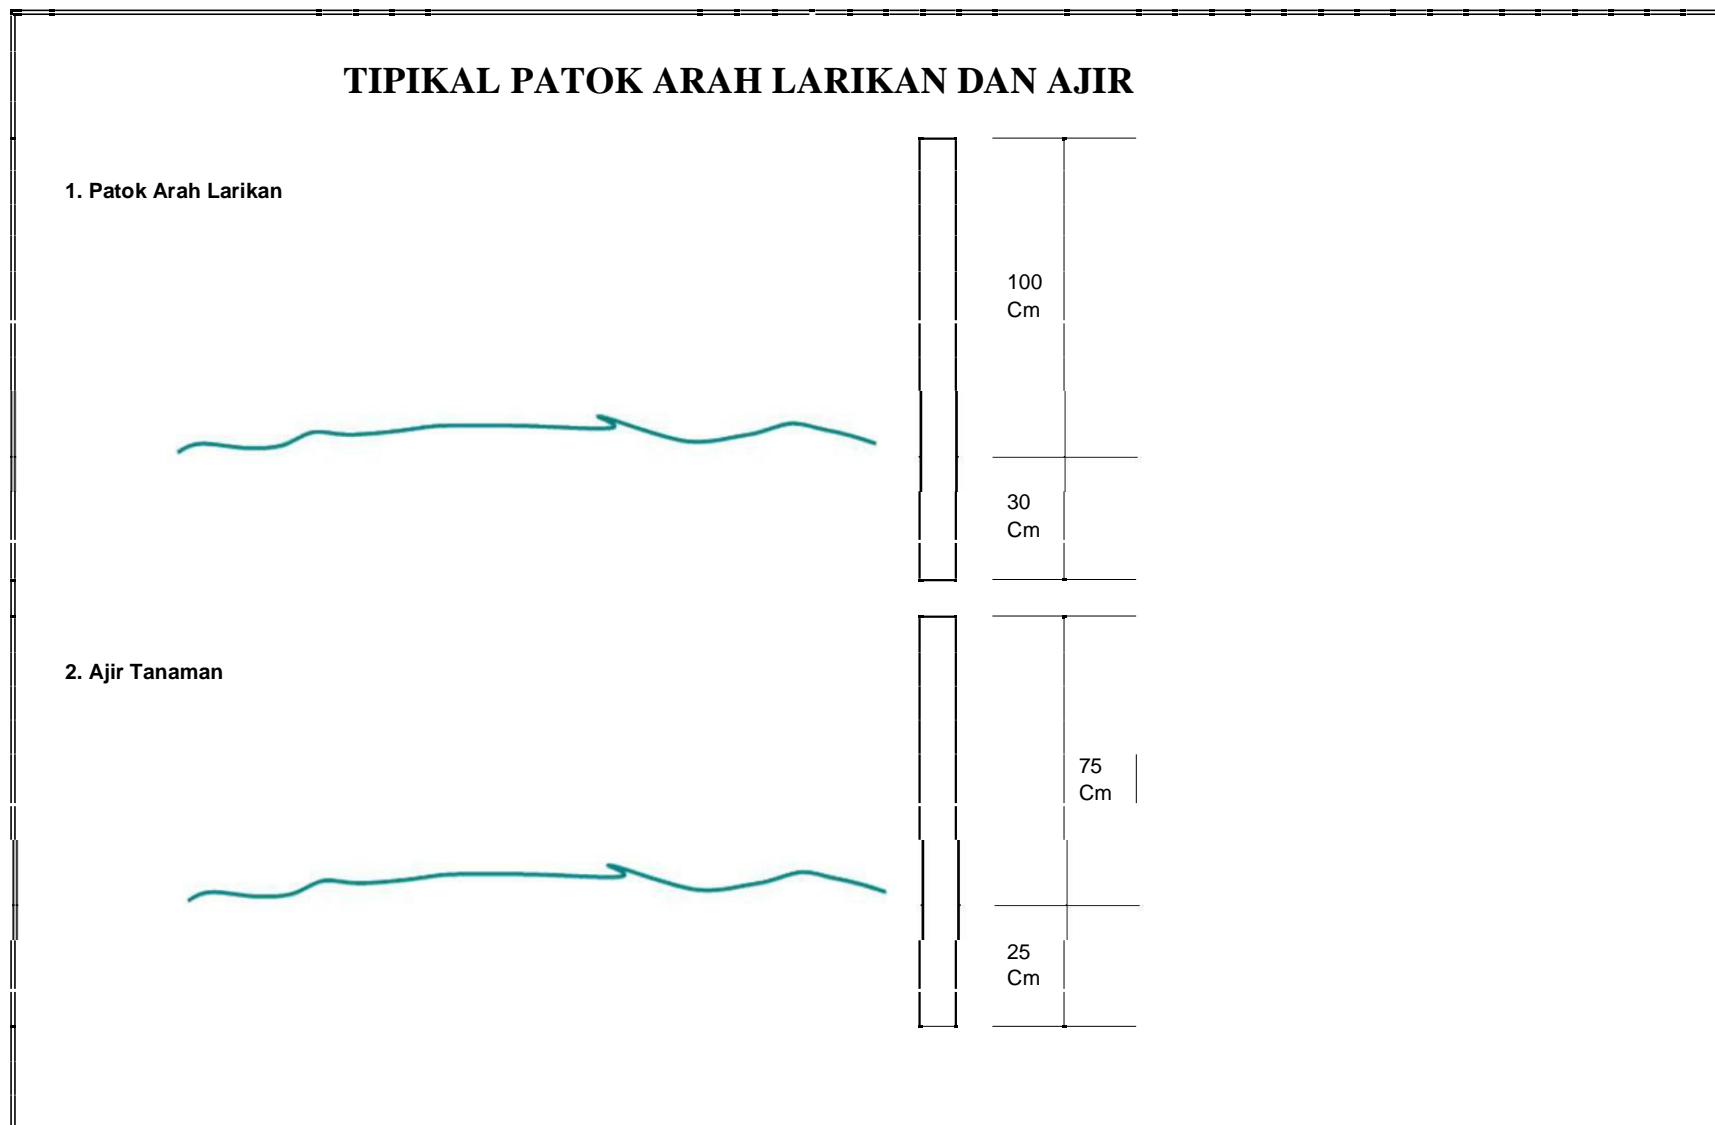 TIPIKAL PATOK ARAH LARIKAN DAN AJIR
1. Patok Arah Larikan
100
Cm
30
Cm
2. Ajir Tanaman
75
Cm
25
Cm